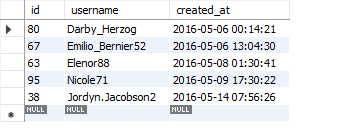 id username created_at
80 Darby_Herzog 2016-05-06 00:14:21
67 Emilio_Bernier52 2016-05-06 13:04:30
63 Elenor88 2016-05-08 01:30:41
95 Nicole71 2016-05-09 17:30:22
38 Jordyn.Jacobson2 2016-05-14 07:56:26
NULL NULL NULL